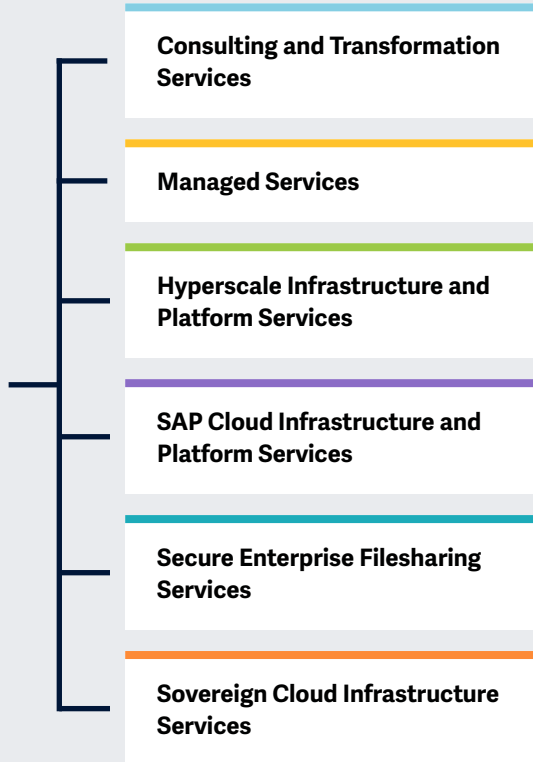 Consulting and Transformation
Services
Managed Services
Hyperscale Infrastructure and
Platform Services
SAP Cloud Infrastructure and
Platform Services
Secure Enterprise Filesharing
Services
Sovereign Cloud Infrastructure
Services